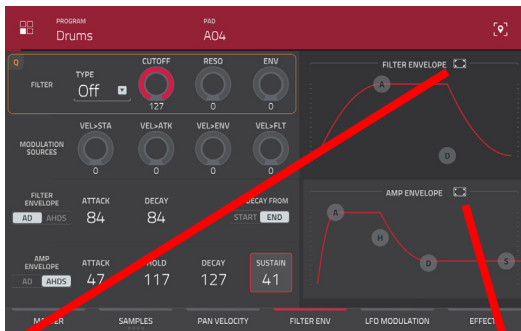 PROGRAM
Drums
PAD
A04
Q
FILTER
TYPE
Off
CUTOFF
127
RESO
0
ENV
0
FILTER ENVELOPE
A
D
MODULATION
SOURCES
VEL>STA
0
VEL>ATK
0
VEL>ENV
0
VEL>FLT
0
FILTER
ENVELOPE
AD AHDS
ATTACK
84
DECAY
84
DECAY FROM
START END
AMP ENVELOPE
A
H
D
S
AMP
ENVELOPE
AD AHDS
ATTACK
47
HOLD
117
DECAY
127
SUSTAIN
41
MASTER SAMPLES PAN VELOCITY FILTER ENV LFO MODULATION EFFECT